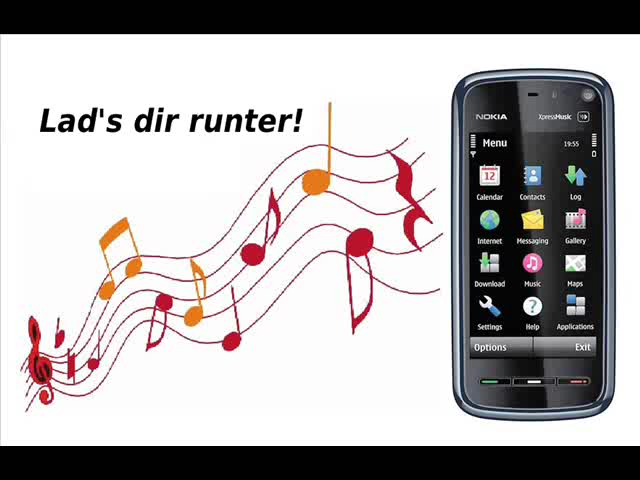 Lad's dir runter!
NOKIA XpressMusic
Menu 19:55
12
Calendar Contacts Log
Internet Messaging Gallery
Download Music Maps
Settings Help Applications
Options Exit